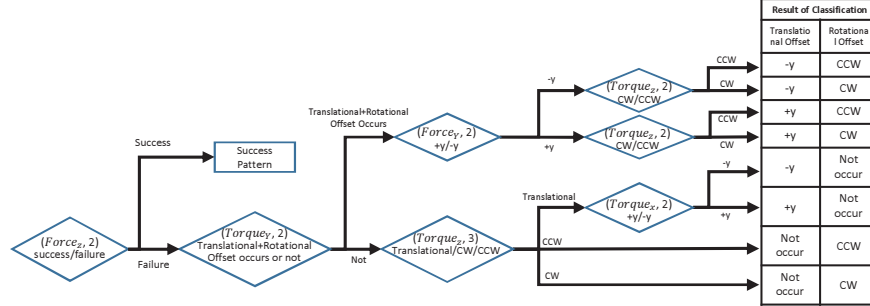 Result of Classification
Translatio
nal Offset
Rotationa
l Offset
-y
CCW
-y
CW
+y
CCW
+y
CW
-y
Not
occur
+y
Not
occur
Not
occur
CCW
Not
occur
CW
CCW
CW
-y
(Torque_z, 2)
CW/CCW
Translational+Rotational
Offset Occurs
(Force_Y, 2)
+y/-y
+y
(Torque_z, 2)
CW/CCW
CCW
CW
Success
Success
Pattern
-y
+y
Translational
(Torque_x, 2)
+y/-y
(Force_z, 2)
success/failure
Failure
(Torque_Y, 2)
Translational+Rotational
Offset occurs or not
Not
(Torque_z, 3)
Translational/CW/CCW
CCW
CW